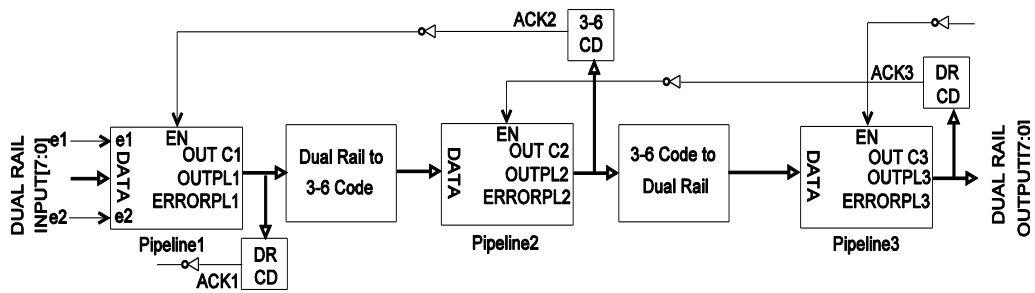 ACK2
3-6
CD
ACK3
DR
CD
DUAL RAIL
INPUT[7:0]
e1
e1
e2
e2
DATA
EN
OUT C1
OUTPL1
ERRORPL1
Pipeline1
DR
CD
ACK1
Dual Rail to
3-6 Code
DATA
EN
OUT C2
OUTPL2
ERRORPL2
Pipeline2
3-6 Code to
Dual Rail
DATA
EN
OUT C3
OUTPL3
ERRORPL3
Pipeline3
DUAL RAIL
OUTPUT[7:0]